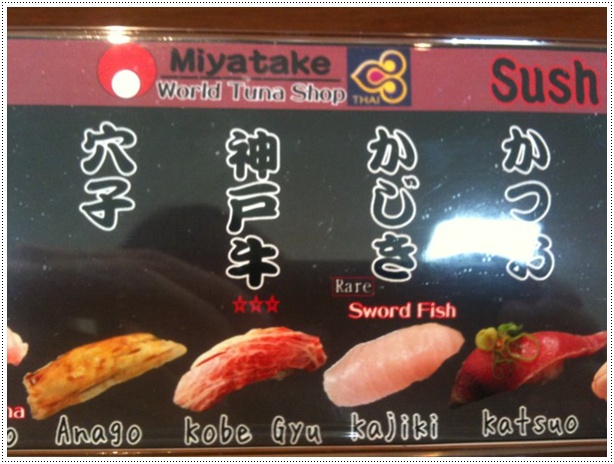 Miyatake
World Tuna Shop
THAI
Sush
穴子
神戸牛
かじき
かつお
☆☆☆
Rare
Sword Fish
Anago
kobe Gyu
kajiki
katsuo